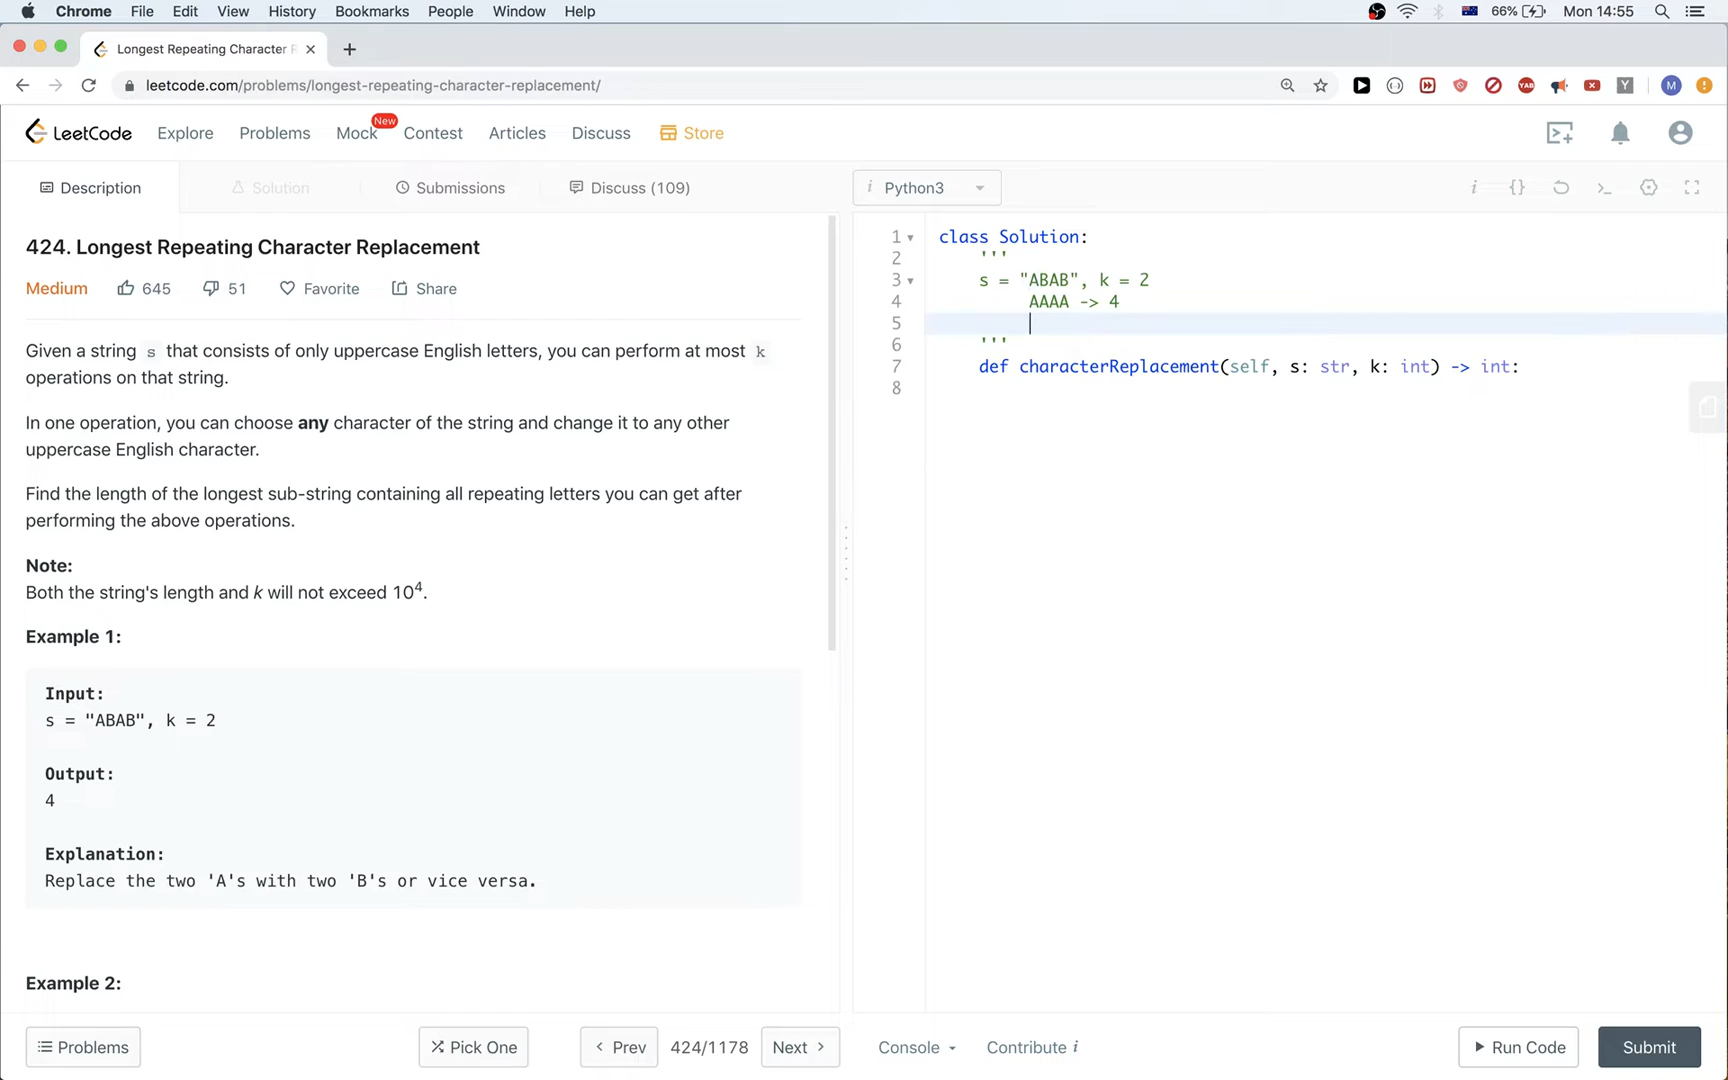 Chrome File Edit View History Bookmarks People Window Help 66% Mon 14:55
Longest Repeating Character R
leetcode.com/problems/longest-repeating-character-replacement/
YAB Y M
LeetCode Explore Problems Mock New Contest Articles Discuss Store
Description Solution Submissions Discuss (109)
i Python3
424. Longest Repeating Character Replacement
Medium 645 51 Favorite Share
Given a string s that consists of only uppercase English letters, you can perform at most k
operations on that string.
In one operation, you can choose any character of the string and change it to any other
uppercase English character.
Find the length of the longest sub-string containing all repeating letters you can get after
performing the above operations.
Note:
Both the string's length and k will not exceed 10⁴.
Example 1:
Input:
s = "ABAB", k = 2
Output:
4
Explanation:
Replace the two 'A's with two 'B's or vice versa.
Example 2:
1 class Solution:
2 '''
3 s = "ABAB", k = 2
4 AAAA -> 4
5
6 '''
7 def characterReplacement(self, s: str, k: int) -> int:
8
Problems Pick One Prev 424/1178 Next Console Contribute i Run Code Submit